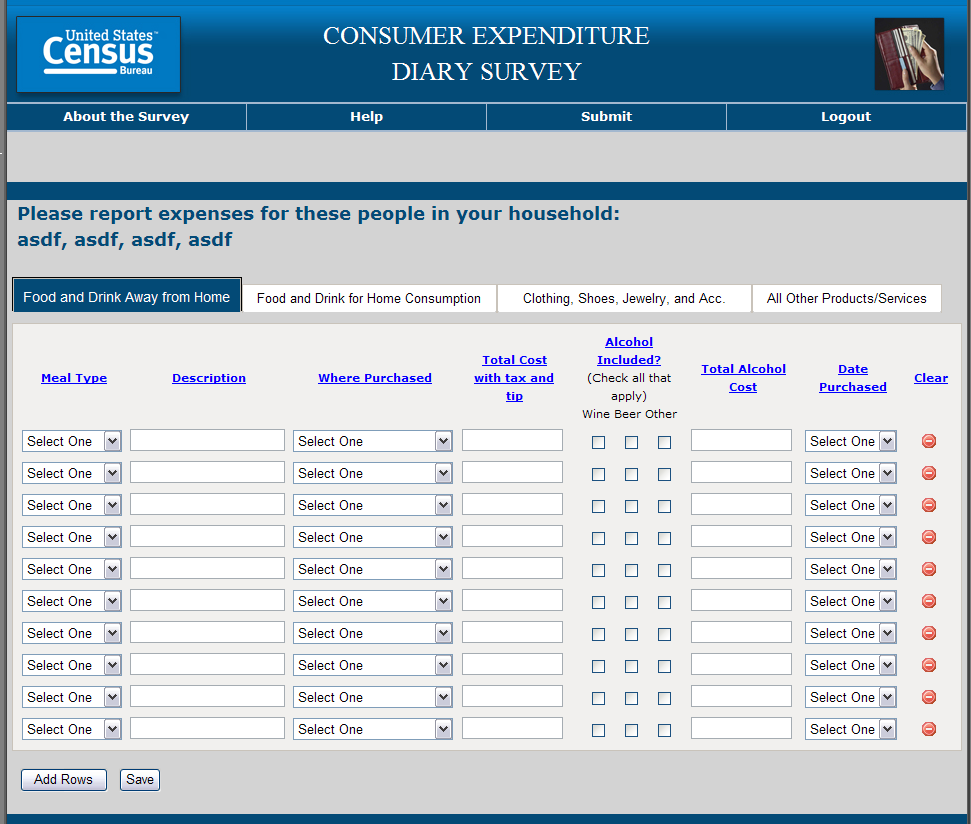 United States™
Census
Bureau
CONSUMER EXPENDITURE
DIARY SURVEY
About the Survey Help Submit Logout
Please report expenses for these people in your household:
asdf, asdf, asdf, asdf
Food and Drink Away from Home Food and Drink for Home Consumption Clothing, Shoes, Jewelry, and Acc. All Other Products/Services
Meal Type Description Where Purchased Total Cost with tax and tip Alcohol Included? (Check all that apply) Wine Beer Other Total Alcohol Cost Date Purchased Clear
Select One Select One Select One
Select One Select One Select One
Select One Select One Select One
Select One Select One Select One
Select One Select One Select One
Select One Select One Select One
Select One Select One Select One
Select One Select One Select One
Select One Select One Select One
Select One Select One Select One
Add Rows Save